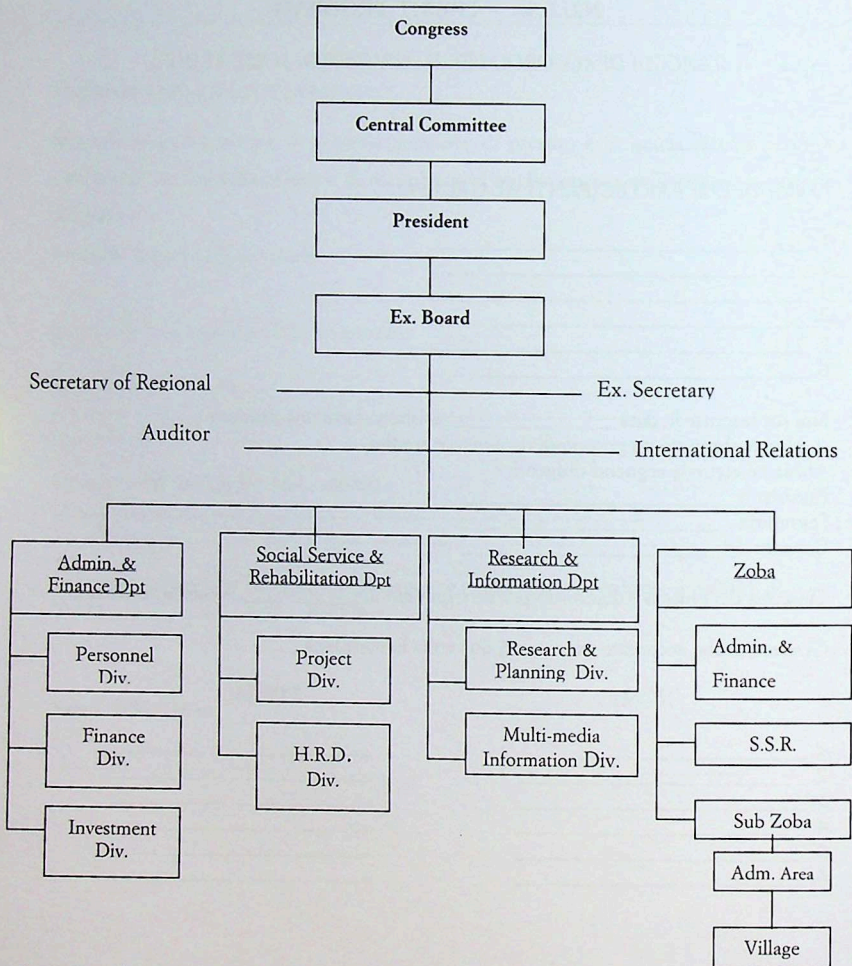 Congress
Central Committee
President
Ex. Board
Secretary of Regional
Ex. Secretary
Auditor
International Relations
Admin. &
Finance Dpt
Social Service &
Rehabilitation Dpt
Research &
Information Dpt
Zoba
Personnel
Div.
Project
Div.
Research &
Planning Div.
Admin. &
Finance
Finance
Div.
H.R.D.
Div.
Multi-media
Information Div.
S.S.R.
Investment
Div.
Sub Zoba
Adm. Area
Village